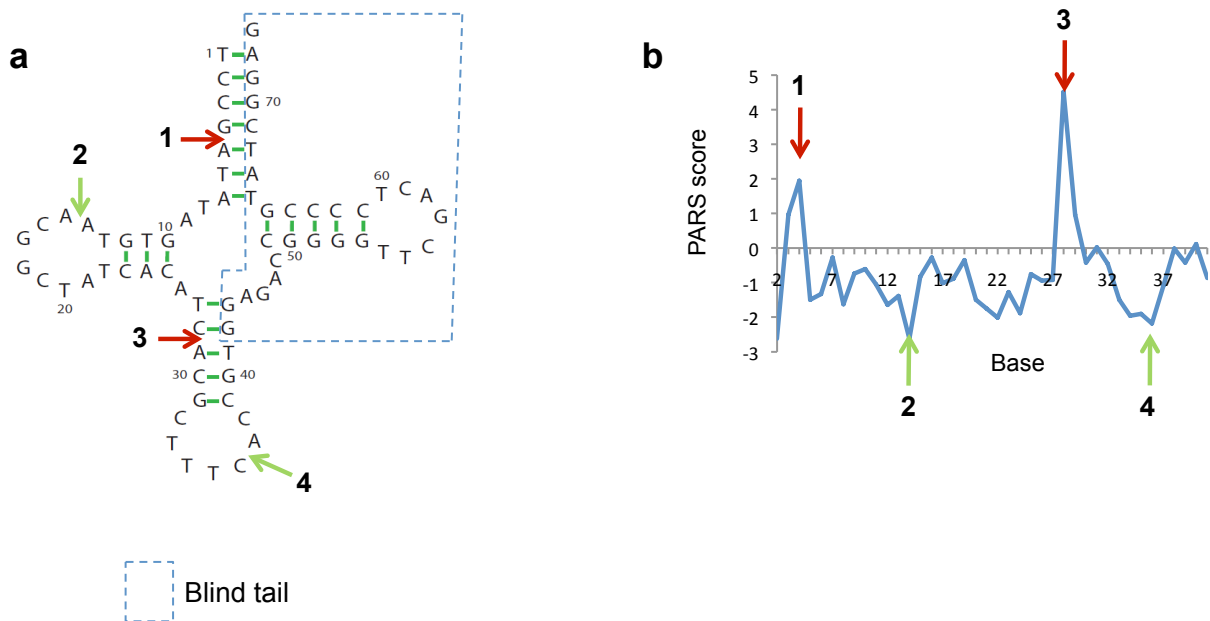 a
G
1 T A
C G
C G 70
1 G C
A T
2 T A
60
T C A
A T G C C C C
G C A A T G T G 10 A T C G G G G T T C G
G C T A T C A C A
20
50 C A
T G A G A
C G
3 A T
30 C G 40
G C
C C
T A
T T T C
4
Blind tail
b
3
1
PARS score
5
4
3
2
1
0
-1
-2
-3
2 7 12 17 22 27 32 37
Base
2 4